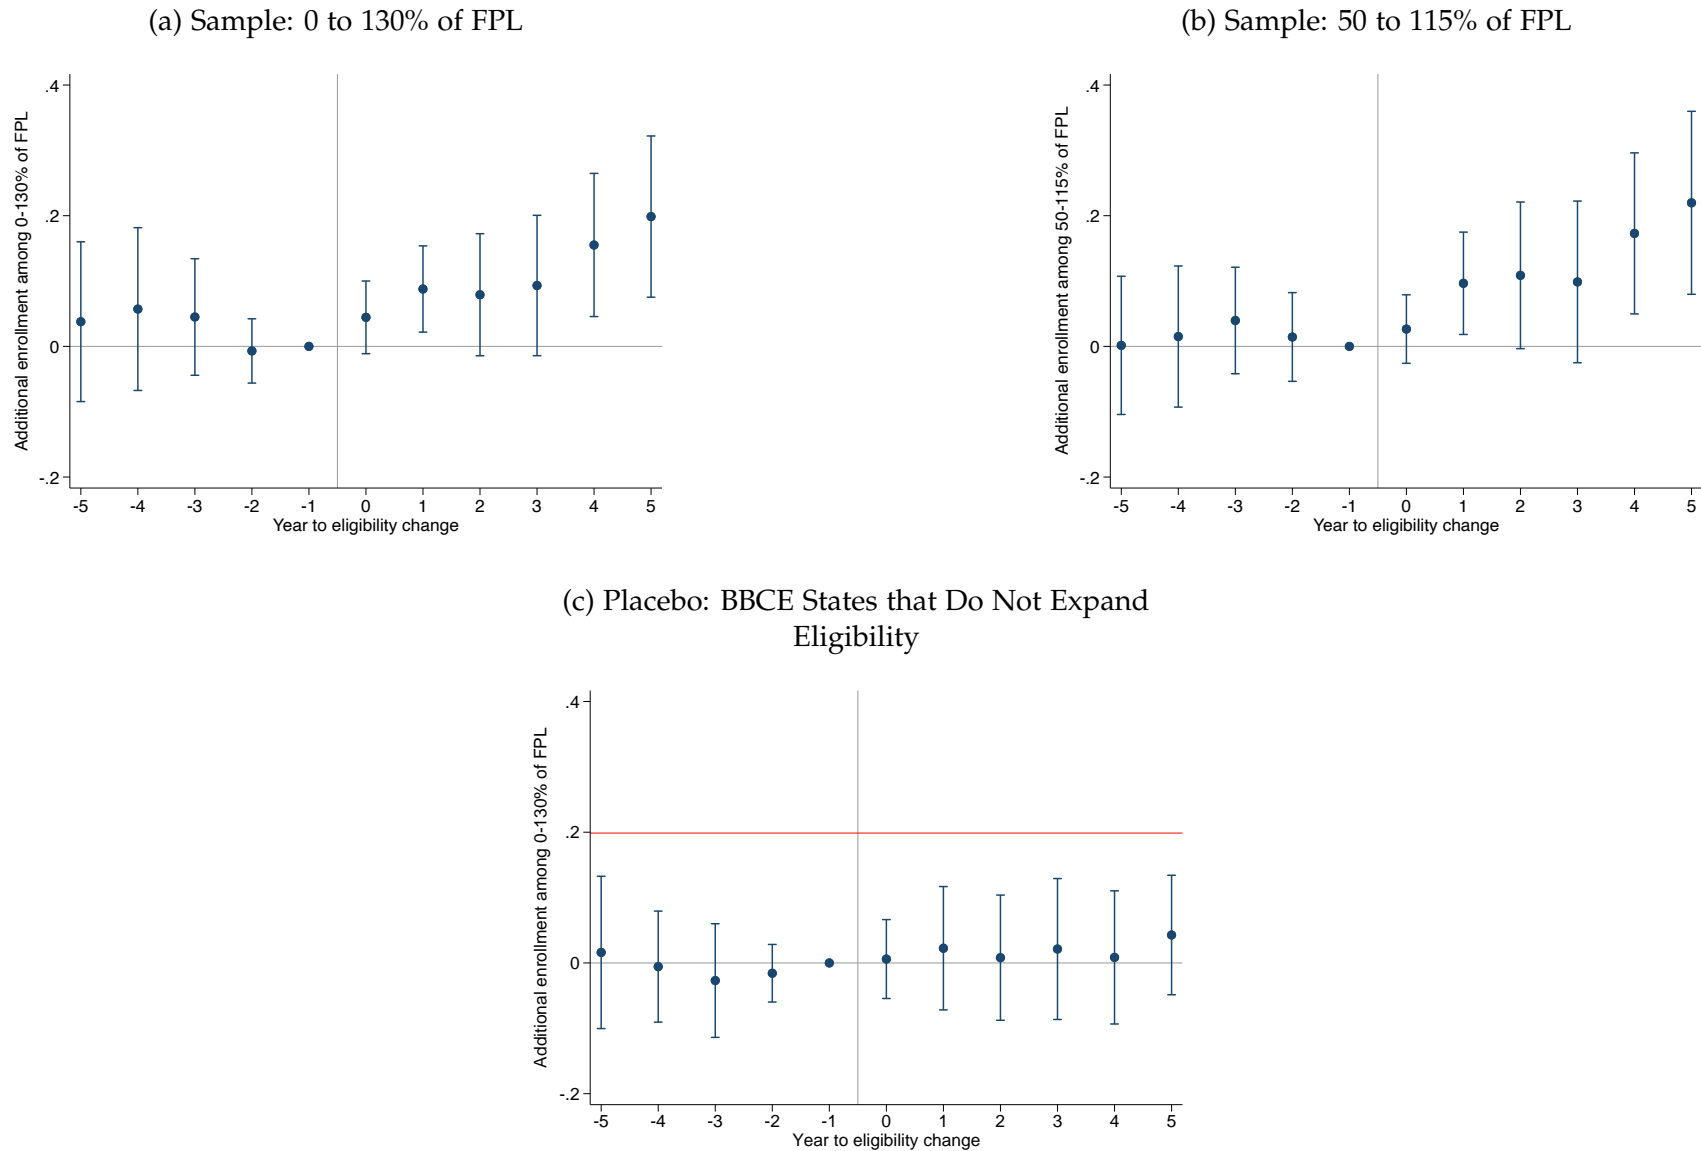 (a) Sample: 0 to 130% of FPL
Additional enrollment among 0-130% of FPL
.4
.2
0
-.2
-5 -4 -3 -2 -1 0 1 2 3 4 5
Year to eligibility change
(b) Sample: 50 to 115% of FPL
Additional enrollment among 50-115% of FPL
.4
.2
0
-.2
-5 -4 -3 -2 -1 0 1 2 3 4 5
Year to eligibility change
(c) Placebo: BBCE States that Do Not Expand
Eligibility
Additional enrollment among 0-130% of FPL
.4
.2
0
-.2
-5 -4 -3 -2 -1 0 1 2 3 4 5
Year to eligibility change